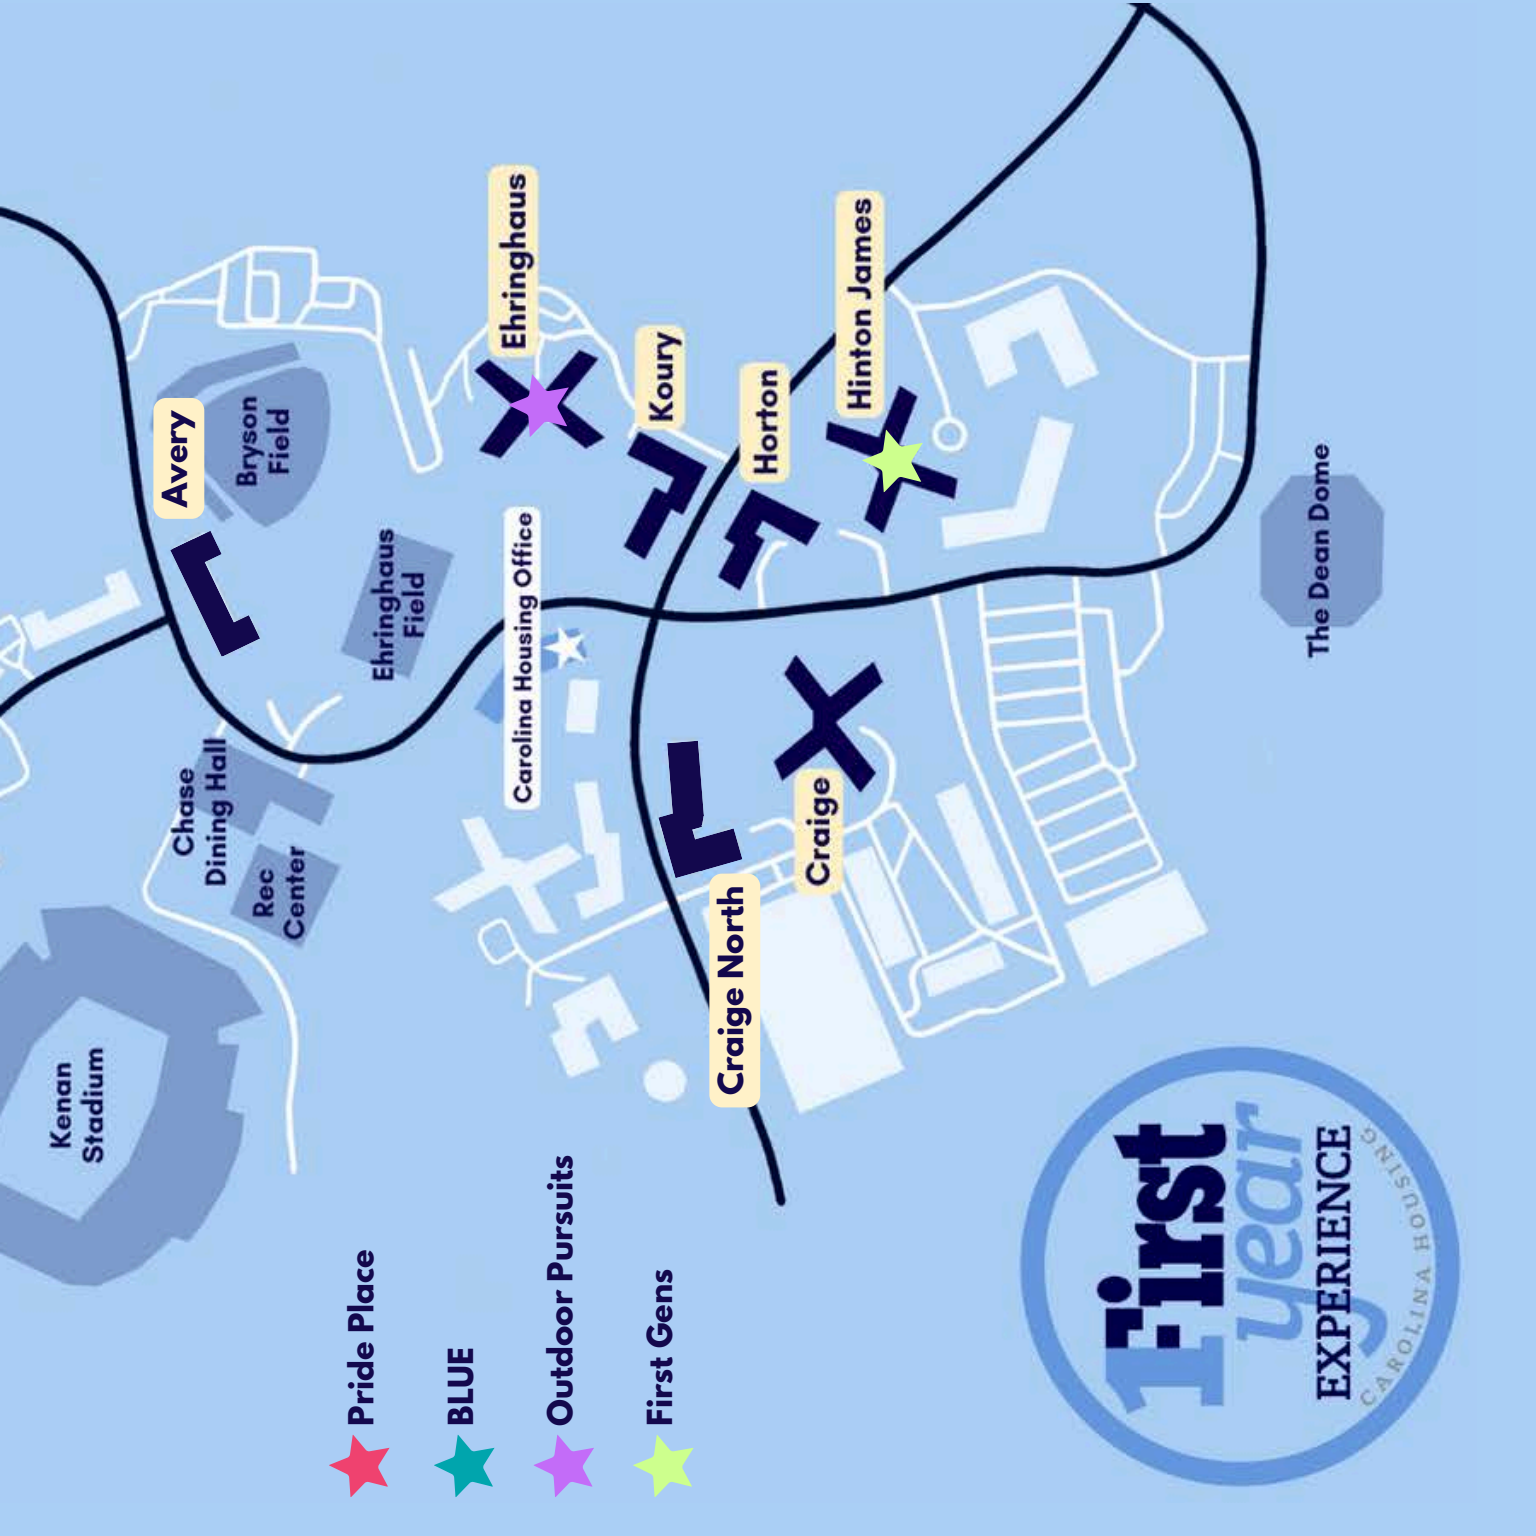 Kenan
Stadium
Chase
Dining Hall
Rec
Center
Avery
Bryson
Field
Ehringhaus
Field
Ehringhaus
Carolina Housing Office
Koury
Horton
Hinton James
Craige
Craige North
The Dean Dome
Pride Place
BLUE
Outdoor Pursuits
First Gens
1First
year
EXPERIENCE
CAROLINA HOUSING